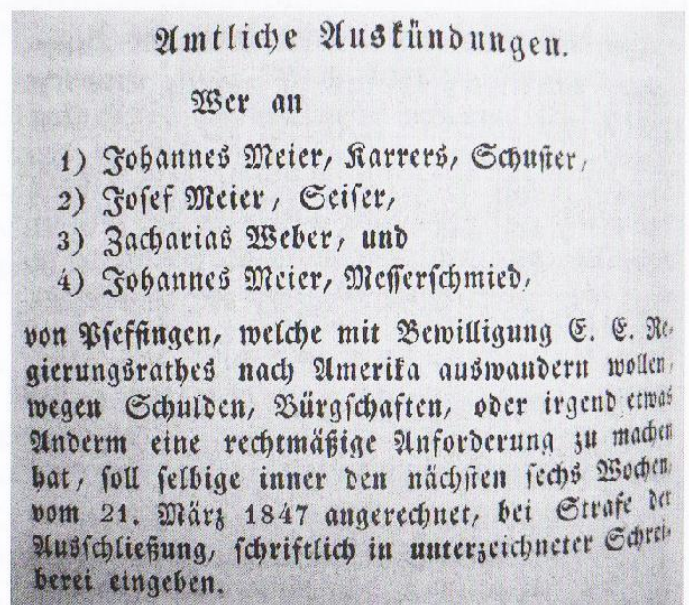 Amtliche Auskündungen.
Wer an
1) Johannes Meier, Karrers, Schuster,
2) Josef Meier, Seiler,
3) Zacharias Weber, und
4) Johannes Meier, Messerschmied,
von Pfeffingen, welche mit Bewilligung E. E. Re-
gierungsrathes nach Amerika auswandern wollen,
wegen Schulden, Bürgschaften, oder irgend etwas
Anderm eine rechtmäßige Anforderung zu machen
hat, soll selbige inner den nächsten sechs Wochen,
vom 21. März 1847 angerechnet, bei Strafe der
Ausschließung, schriftlich in unterzeichneter Schrei-
berei eingeben.